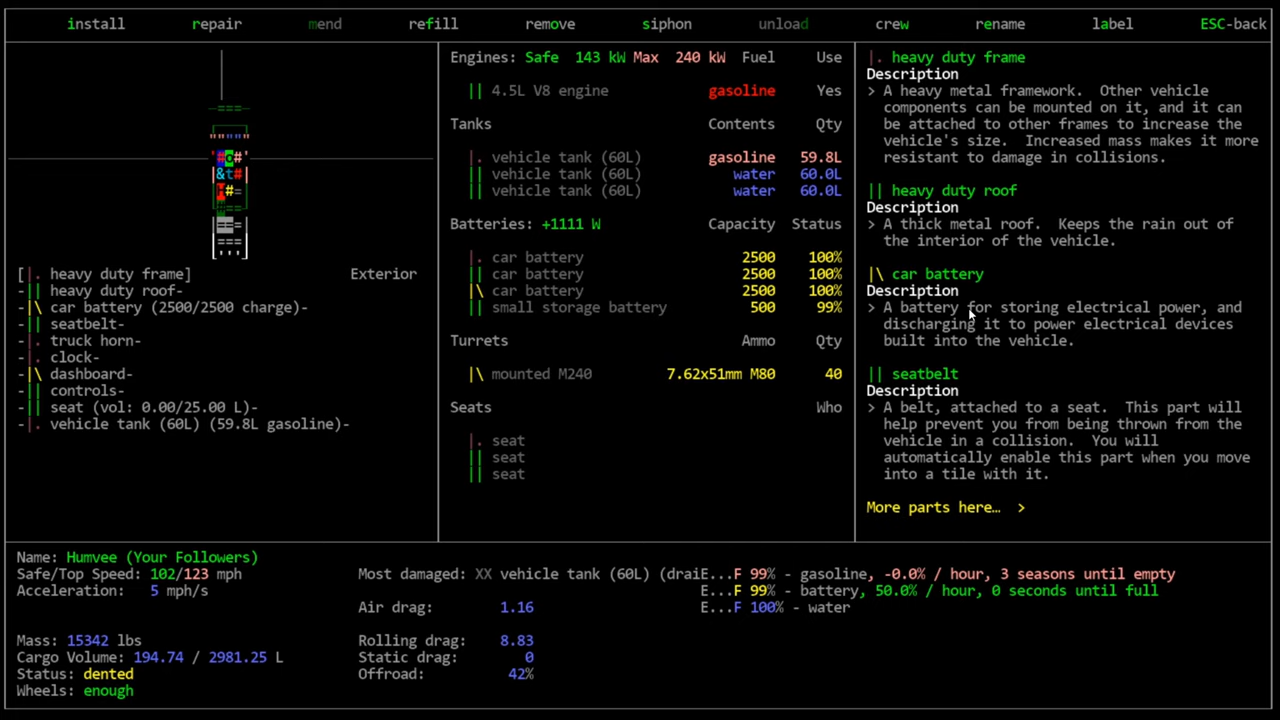 install repair mend refill remove siphon unload crew rename label ESC-back
Engines: Safe 143 kW Max 240 kW Fuel Use
|| 4.5L V8 engine gasoline Yes
Tanks Contents Qty
|. vehicle tank (60L) gasoline 59.8L
|| vehicle tank (60L) water 60.0L
|| vehicle tank (60L) water 60.0L
Batteries: +1111 W Capacity Status
|. car battery 2500 100%
|| car battery 2500 100%
|\ car battery 2500 100%
|| small storage battery 500 99%
Turrets Ammo Qty
|\ mounted M240 7.62x51mm M80 40
Seats Who
|. seat
|| seat
|| seat
[|. heavy duty frame] Exterior
-|| heavy duty roof-
-|\ car battery (2500/2500 charge)-
-|| seatbelt-
-|. truck horn-
-|. clock-
-|\ dashboard-
-|| controls-
-|| seat (vol: 0.00/25.00 L)-
-|. vehicle tank (60L) (59.8L gasoline)-
|. heavy duty frame
Description
> A heavy metal framework. Other vehicle
components can be mounted on it, and it can
be attached to other frames to increase the
vehicle's size. Increased mass makes it more
resistant to damage in collisions.
|| heavy duty roof
Description
> A thick metal roof. Keeps the rain out of
the interior of the vehicle.
|\ car battery
Description
> A battery for storing electrical power, and
discharging it to power electrical devices
built into the vehicle.
|| seatbelt
Description
> A belt, attached to a seat. This part will
help prevent you from being thrown from the
vehicle in a collision. You will
automatically enable this part when you move
into a tile with it.
More parts here… >
Name: Humvee (Your Followers)
Safe/Top Speed: 102/123 mph
Acceleration: 5 mph/s
Mass: 15342 lbs
Cargo Volume: 194.74 / 2981.25 L
Status: dented
Wheels: enough
Most damaged: XX vehicle tank (60L) (drai
Air drag: 1.16
Rolling drag: 8.83
Static drag: 0
Offroad: 42%
E...F 99% - gasoline, -0.0% / hour, 3 seasons until empty
E...F 99% - battery, 50.0% / hour, 0 seconds until full
E...F 100% - water